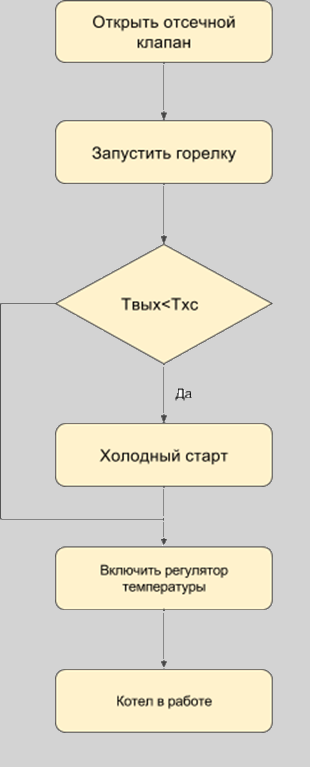 Открыть отсечной
клапан
Запустить горелку
Твых<Тхс
Да
Холодный старт
Включить регулятор
температуры
Котел в работе